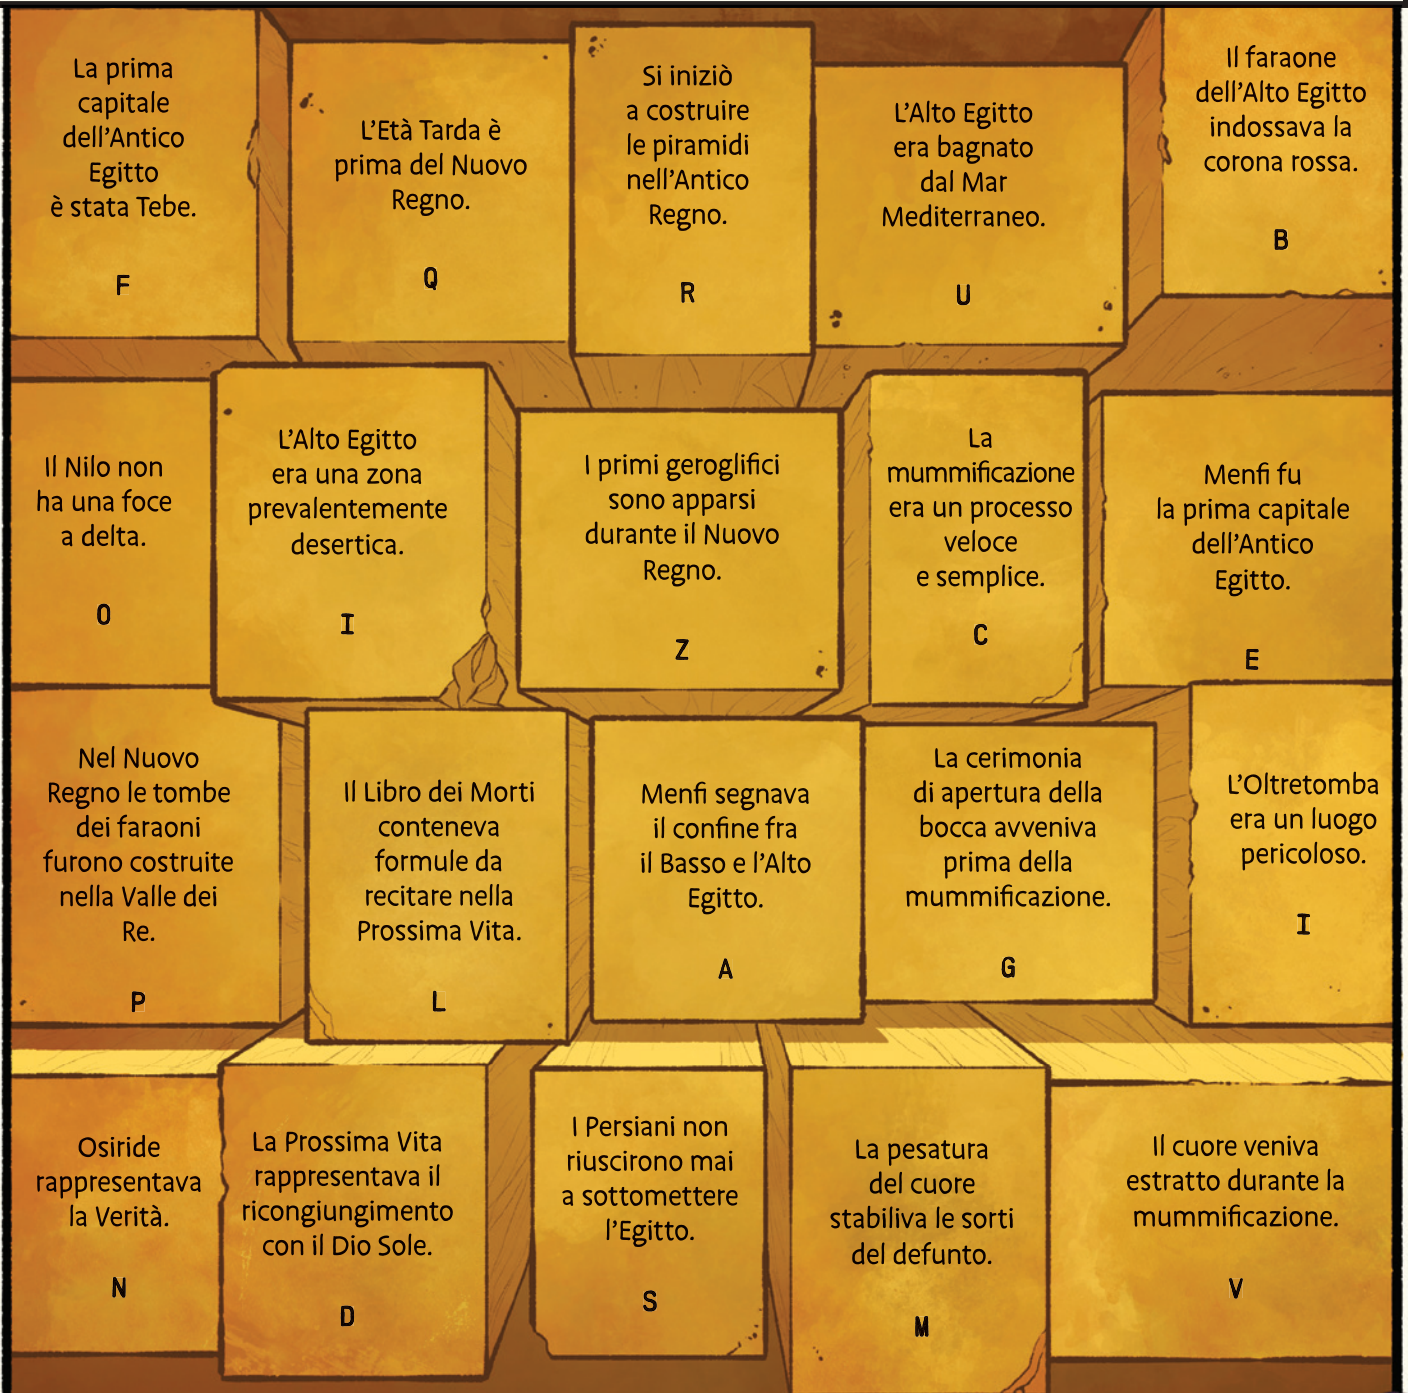 La prima
capitale
dell’Antico
Egitto
è stata Tebe.
F
L’Età Tarda è
prima del Nuovo
Regno.
Q
Si iniziò
a costruire
le piramidi
nell’Antico
Regno.
R
L’Alto Egitto
era bagnato
dal Mar
Mediterraneo.
U
Il faraone
dell’Alto Egitto
indossava la
corona rossa.
B
Il Nilo non
ha una foce
a delta.
O
L’Alto Egitto
era una zona
prevalentemente
desertica.
I
I primi geroglifici
sono apparsi
durante il Nuovo
Regno.
Z
La
mummificazione
era un processo
veloce
e semplice.
C
Menfi fu
la prima capitale
dell’Antico
Egitto.
E
Nel Nuovo
Regno le tombe
dei faraoni
furono costruite
nella Valle dei
Re.
P
Il Libro dei Morti
conteneva
formule da
recitare nella
Prossima Vita.
L
Menfi segnava
il confine fra
il Basso e l’Alto
Egitto.
A
La cerimonia
di apertura della
bocca avveniva
prima della
mummificazione.
G
L’Oltretomba
era un luogo
pericoloso.
I
Osiride
rappresentava
la Verità.
N
La Prossima Vita
rappresentava il
ricongiungimento
con il Dio Sole.
D
I Persiani non
riuscirono mai
a sottomettere
l’Egitto.
S
La pesatura
del cuore
stabiliva le sorti
del defunto.
M
Il cuore veniva
estratto durante la
mummificazione.
V